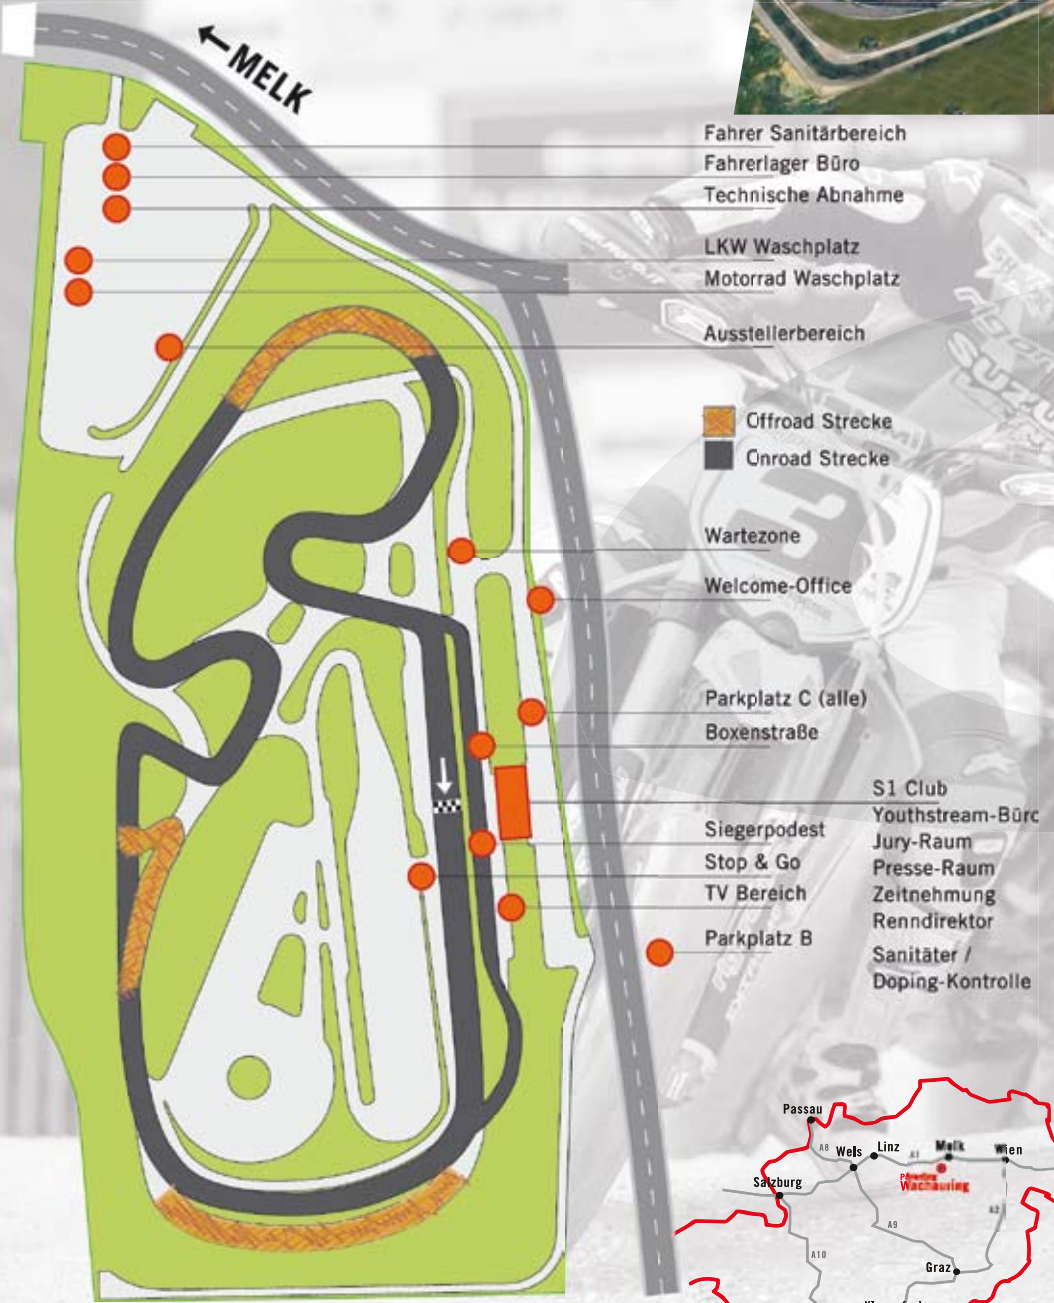 MELK
Fahrer Sanitärbereich
Fahrerlager Büro
Technische Abnahme
LKW Waschplatz
Motorrad Waschplatz
Ausstellerbereich
Offroad Strecke
Onroad Strecke
Wartezone
Welcome-Office
Parkplatz C (alle)
Boxenstraße
Siegerpodest
Stop & Go
TV Bereich
Parkplatz B
S1 Club
Youthstream-Büro
Jury-Raum
Presse-Raum
Zeitnehmung
Renndirektor
Sanitäter /
Doping-Kontrolle
SUZU
3
Passau
A8
Wels
Linz
A1
Melk
Wien
Wachauring
Salzburg
A2
A9
A10
Graz